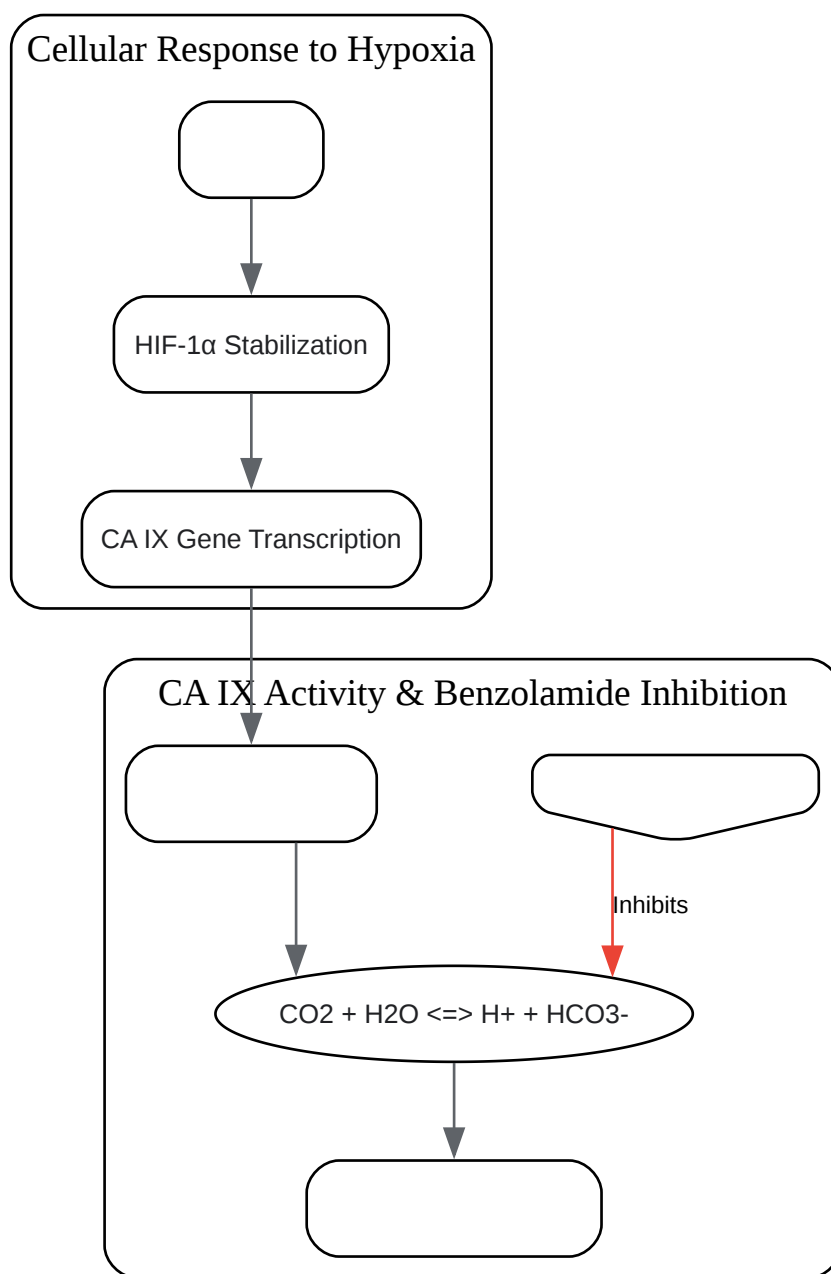 Cellular Response to Hypoxia
HIF-1α Stabilization
CA IX Gene Transcription
CA IX Activity & Benzolamide Inhibition
Inhibits
CO2 + H2O <=> H+ + HCO3-